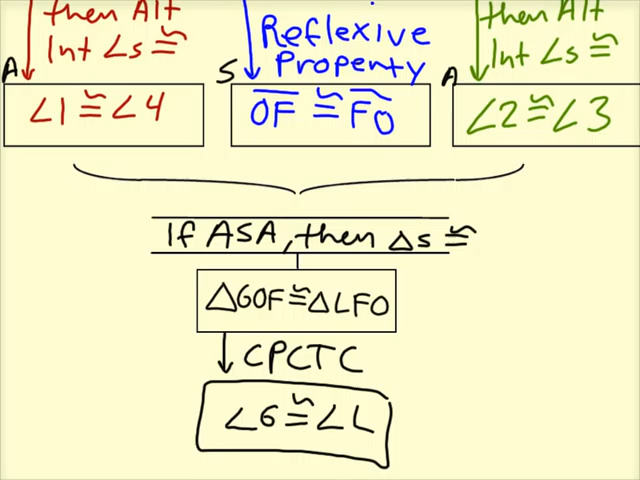 then Alt
Int ∠s ≅
A
∠1 ≅ ∠4
Reflexive
Property
S
OF ≅ FO
then Alt
Int ∠s ≅
A
∠2 ≅ ∠3
If ASA, then △s ≅
△GOF ≅ △LFO
CPCTC
∠G ≅ ∠L